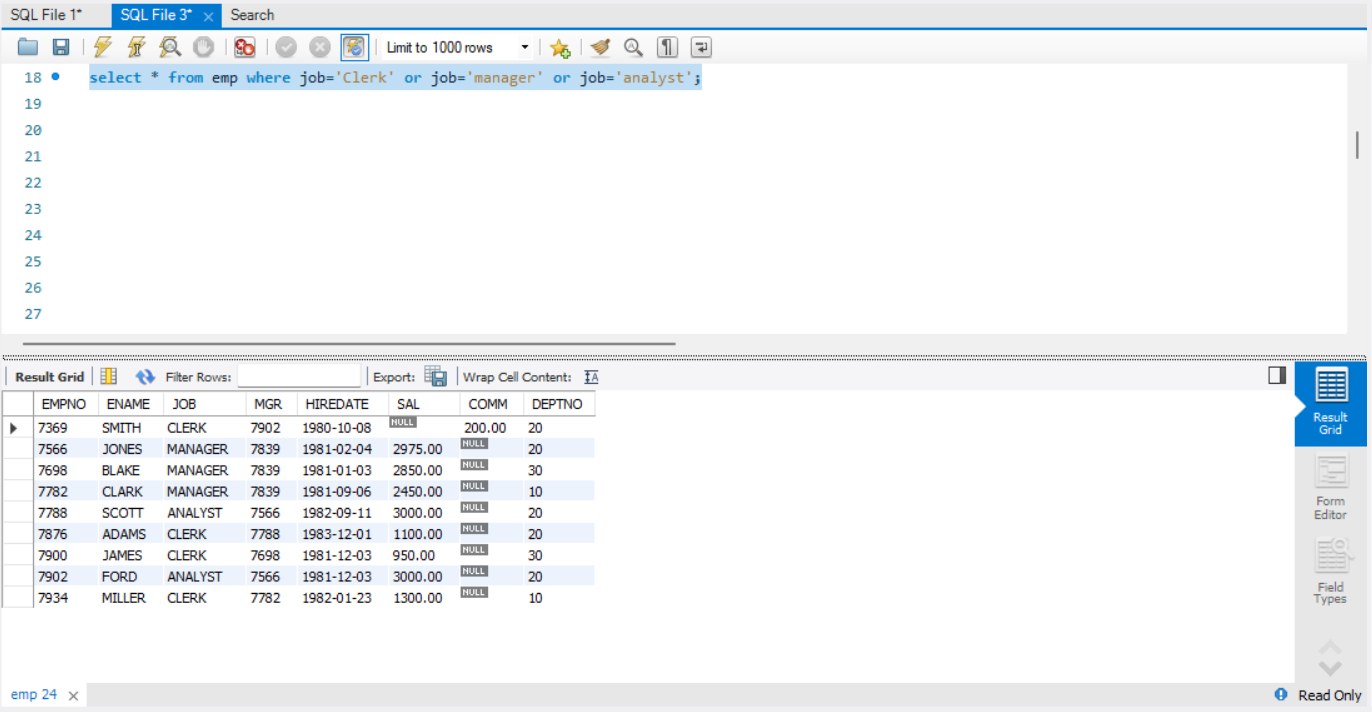 SQL File 1* SQL File 3* × Search
Limit to 1000 rows
18 select * from emp where job='Clerk' or job='manager' or job='analyst';
19
20
21
22
23
24
25
26
27
Result Grid Filter Rows: Export: Wrap Cell Content: IA
EMPNO ENAME JOB MGR HIREDATE SAL COMM DEPTNO
7369 SMITH CLERK 7902 1980-10-08 NULL 200.00 20
7566 JONES MANAGER 7839 1981-02-04 2975.00 NULL 20
7698 BLAKE MANAGER 7839 1981-01-03 2850.00 NULL 30
7782 CLARK MANAGER 7839 1981-09-06 2450.00 NULL 10
7788 SCOTT ANALYST 7566 1982-09-11 3000.00 NULL 20
7876 ADAMS CLERK 7788 1983-12-01 1100.00 NULL 20
7900 JAMES CLERK 7698 1981-12-03 950.00 NULL 30
7902 FORD ANALYST 7566 1981-12-03 3000.00 NULL 20
7934 MILLER CLERK 7782 1982-01-23 1300.00 NULL 10
Result
Grid
Form
Editor
Field
Types
emp 24 × Read Only